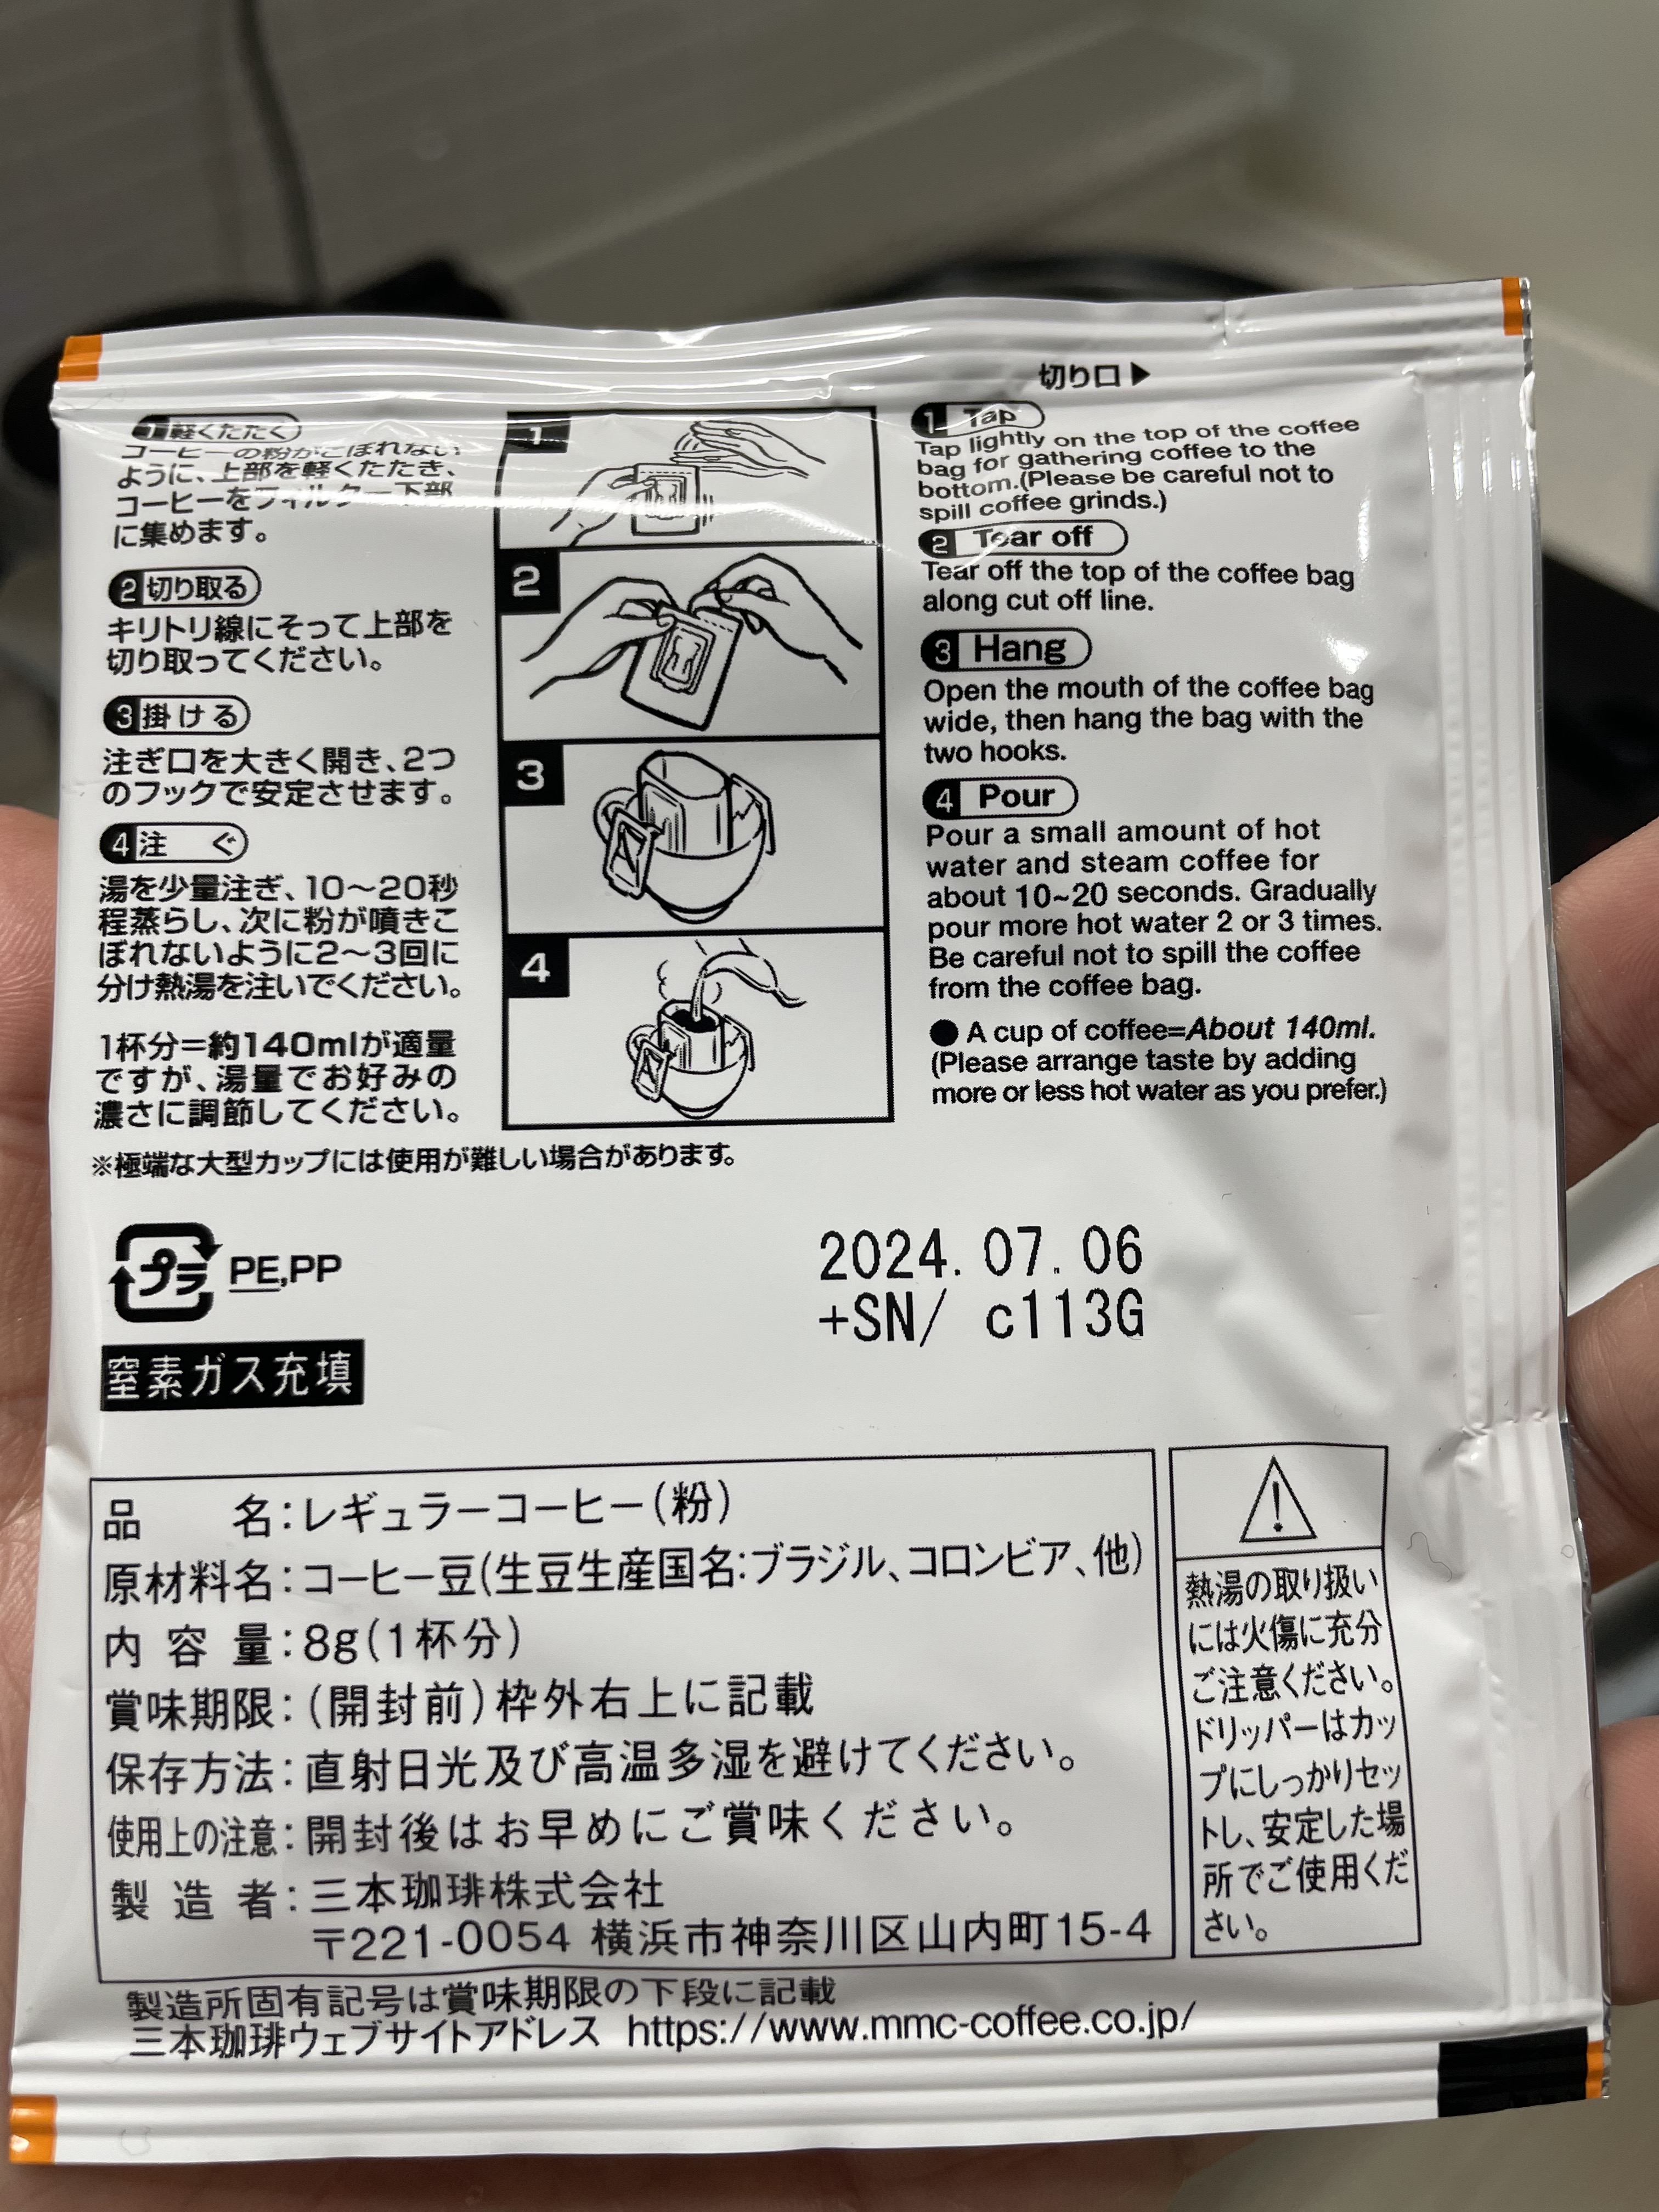 切り口▶
1 軽くたたく
コーヒーの粉がこぼれない
ように、上部を軽くたたき、
コーヒーをフィルター下部
に集めます。
2 切り取る
キリトリ線にそって上部を
切り取ってください。
3 掛ける
注ぎ口を大きく開き、2つ
のフックで安定させます。
4 注ぐ
湯を少量注ぎ、10〜20秒
程蒸らし、次に粉が噴きこ
ぼれないように2〜3回に
分け熱湯を注いでください。
1杯分=約140mlが適量
ですが、湯量でお好みの
濃さに調節してください。
※極端な大型カップには使用が難しい場合があります。
1
2
3
4
1 Tap
Tap lightly on the top of the coffee
bag for gathering coffee to the
bottom.(Please be careful not to
spill coffee grinds.)
2 Tear off
Tear off the top of the coffee bag
along cut off line.
3 Hang
Open the mouth of the coffee bag
wide, then hang the bag with the
two hooks.
4 Pour
Pour a small amount of hot
water and steam coffee for
about 10~20 seconds. Gradually
pour more hot water 2 or 3 times.
Be careful not to spill the coffee
from the coffee bag.
●A cup of coffee=About 140ml.
(Please arrange taste by adding
more or less hot water as you prefer.)
プラ PE,PP
窒素ガス充填
2024.07.06
+SN/ c113G
品名:レギュラーコーヒー(粉)
原材料名:コーヒー豆(生豆生産国名:ブラジル、コロンビア、他)
内容量:8g(1杯分)
賞味期限:(開封前)枠外右上に記載
保存方法:直射日光及び高温多湿を避けてください。
使用上の注意:開封後はお早めにご賞味ください。
製造者:三本珈琲株式会社
〒221-0054 横浜市神奈川区山内町15-4
熱湯の取り扱い
には火傷に充分
ご注意ください。
ドリッパーはカッ
プにしっかりセッ
トし、安定した場
所でご使用くだ
さい。
製造所固有記号は賞味期限の下段に記載
三本珈琲ウェブサイトアドレス https://www.mmc-coffee.co.jp/